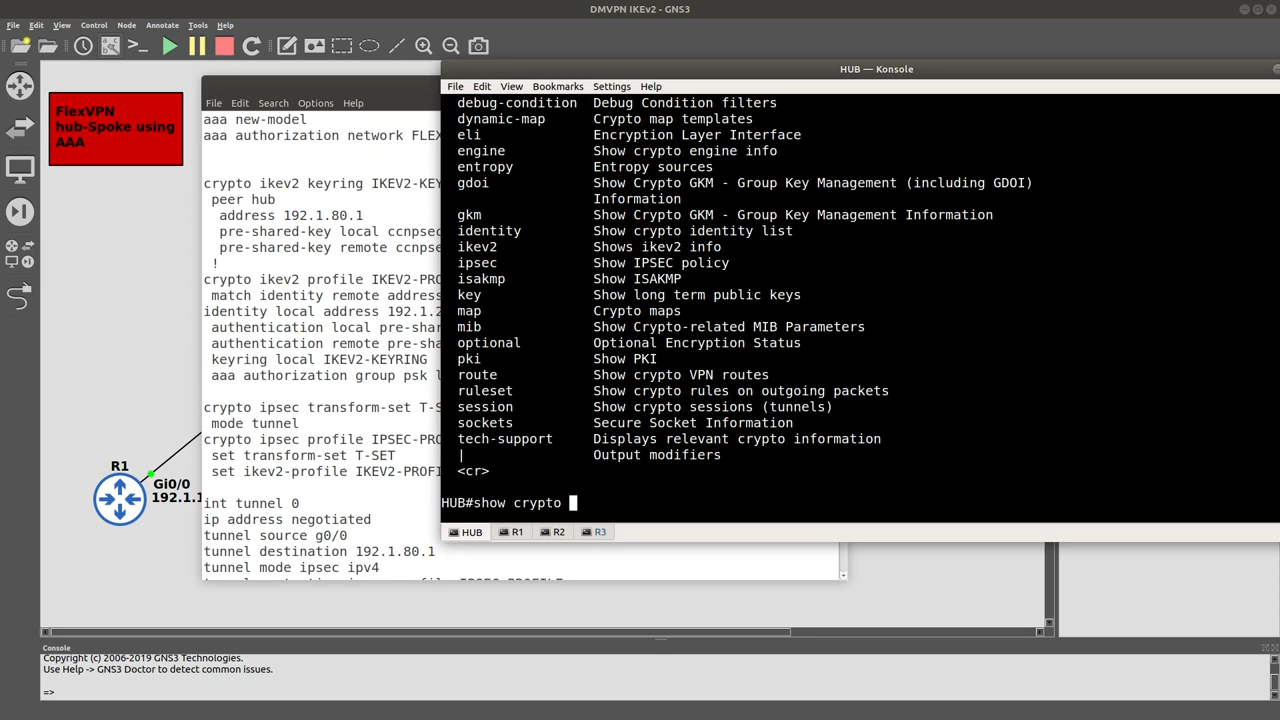 DMVPN IKEv2 - GNS3
File Edit View Control Node Annotate Tools Help
FlexVPN
hub-Spoke using
AAA
R1
Gi0/0
192.1.1
File Edit Search Options Help
aaa new-model
aaa authorization network FLEX
crypto ikev2 keyring IKEV2-KEY
peer hub
address 192.1.80.1
pre-shared-key local ccnpsec
pre-shared-key remote ccnpse
!
crypto ikev2 profile IKEV2-PRO
match identity remote address
identity local address 192.1.2
authentication local pre-shar
authentication remote pre-sha
keyring local IKEV2-KEYRING
aaa authorization group psk l
crypto ipsec transform-set T-S
mode tunnel
crypto ipsec profile IPSEC-PRO
set transform-set T-SET
set ikev2-profile IKEV2-PROFI
int tunnel 0
ip address negotiated
tunnel source g0/0
tunnel destination 192.1.80.1
tunnel mode ipsec ipv4
HUB — Konsole
File Edit View Bookmarks Settings Help
debug-condition Debug Condition filters
dynamic-map Crypto map templates
eli Encryption Layer Interface
engine Show crypto engine info
entropy Entropy sources
gdoi Show Crypto GKM - Group Key Management (including GDOI)
Information
gkm Show Crypto GKM - Group Key Management Information
identity Show crypto identity list
ikev2 Shows ikev2 info
ipsec Show IPSEC policy
isakmp Show ISAKMP
key Show long term public keys
map Crypto maps
mib Show Crypto-related MIB Parameters
optional Optional Encryption Status
pki Show PKI
route Show crypto VPN routes
ruleset Show crypto rules on outgoing packets
session Show crypto sessions (tunnels)
sockets Secure Socket Information
tech-support Displays relevant crypto information
| Output modifiers
<cr>
HUB#show crypto
HUB R1 R2 R3
Console
Copyright (c) 2006-2019 GNS3 Technologies.
Use Help -> GNS3 Doctor to detect common issues.
=>